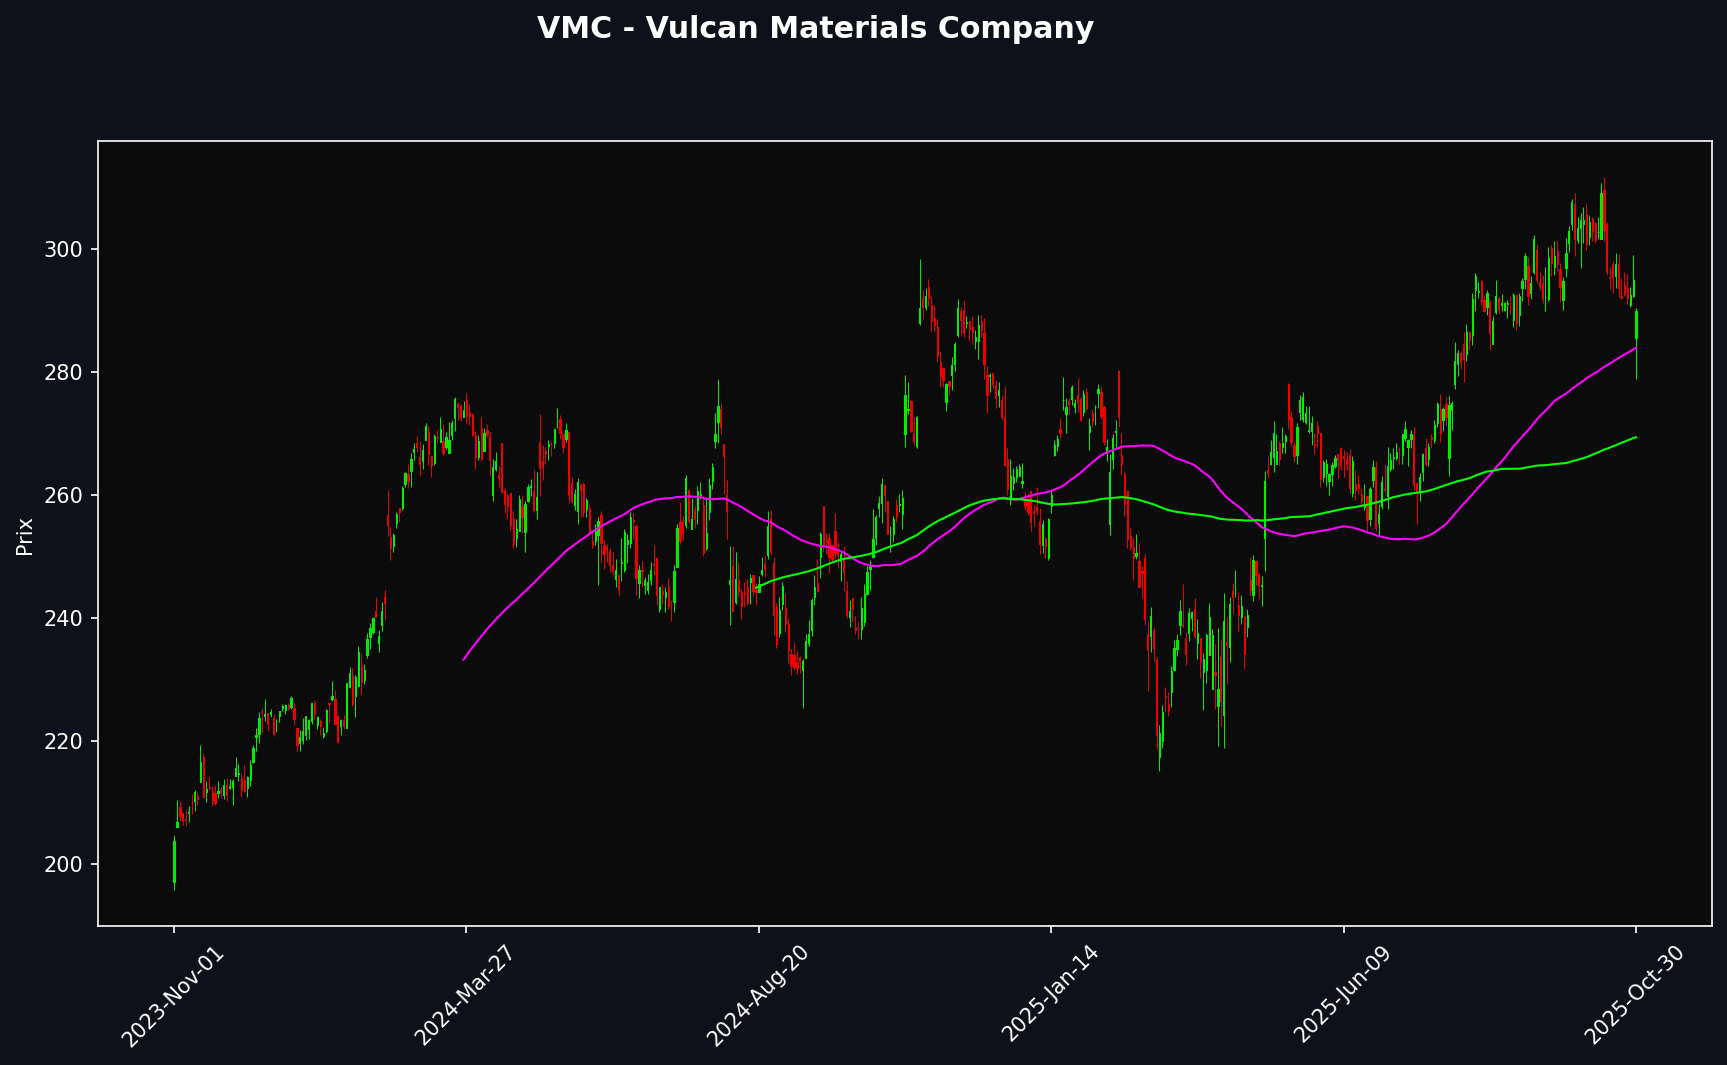 VMC - Vulcan Materials Company
Prix
300
280
260
240
220
200
2023-Nov-01
2024-Mar-27
2024-Aug-20
2025-Jan-14
2025-Jun-09
2025-Oct-30